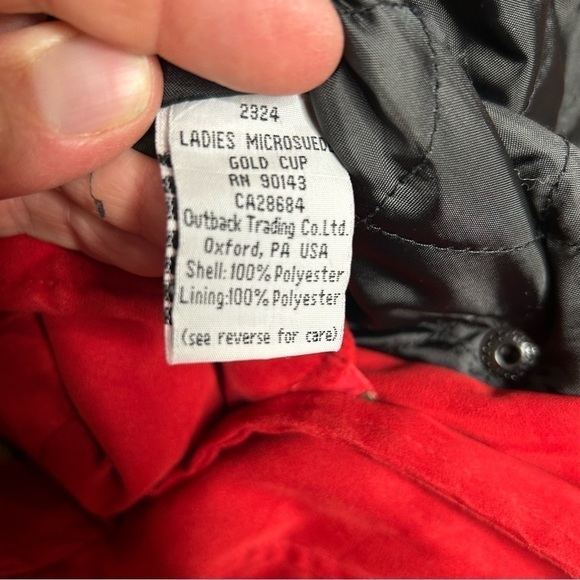 2324
LADIES MICROSUED
GOLD CUP
RN 90143
CA28684
Outback Trading Co.Ltd.
Oxford, PA USA
Shell: 100% Polyester
Lining:100% Polyester
(see reverse for care)